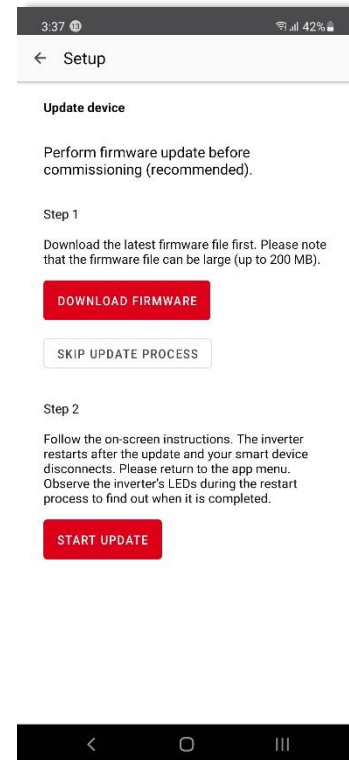 3:37
42%
Setup
Update device
Perform firmware update before
commissioning (recommended).
Step 1
Download the latest firmware file first. Please note
that the firmware file can be large (up to 200 MB).
DOWNLOAD FIRMWARE
SKIP UPDATE PROCESS
Step 2
Follow the on-screen instructions. The inverter
restarts after the update and your smart device
disconnects. Please return to the app menu.
Observe the inverter's LEDs during the restart
process to find out when it is completed.
START UPDATE